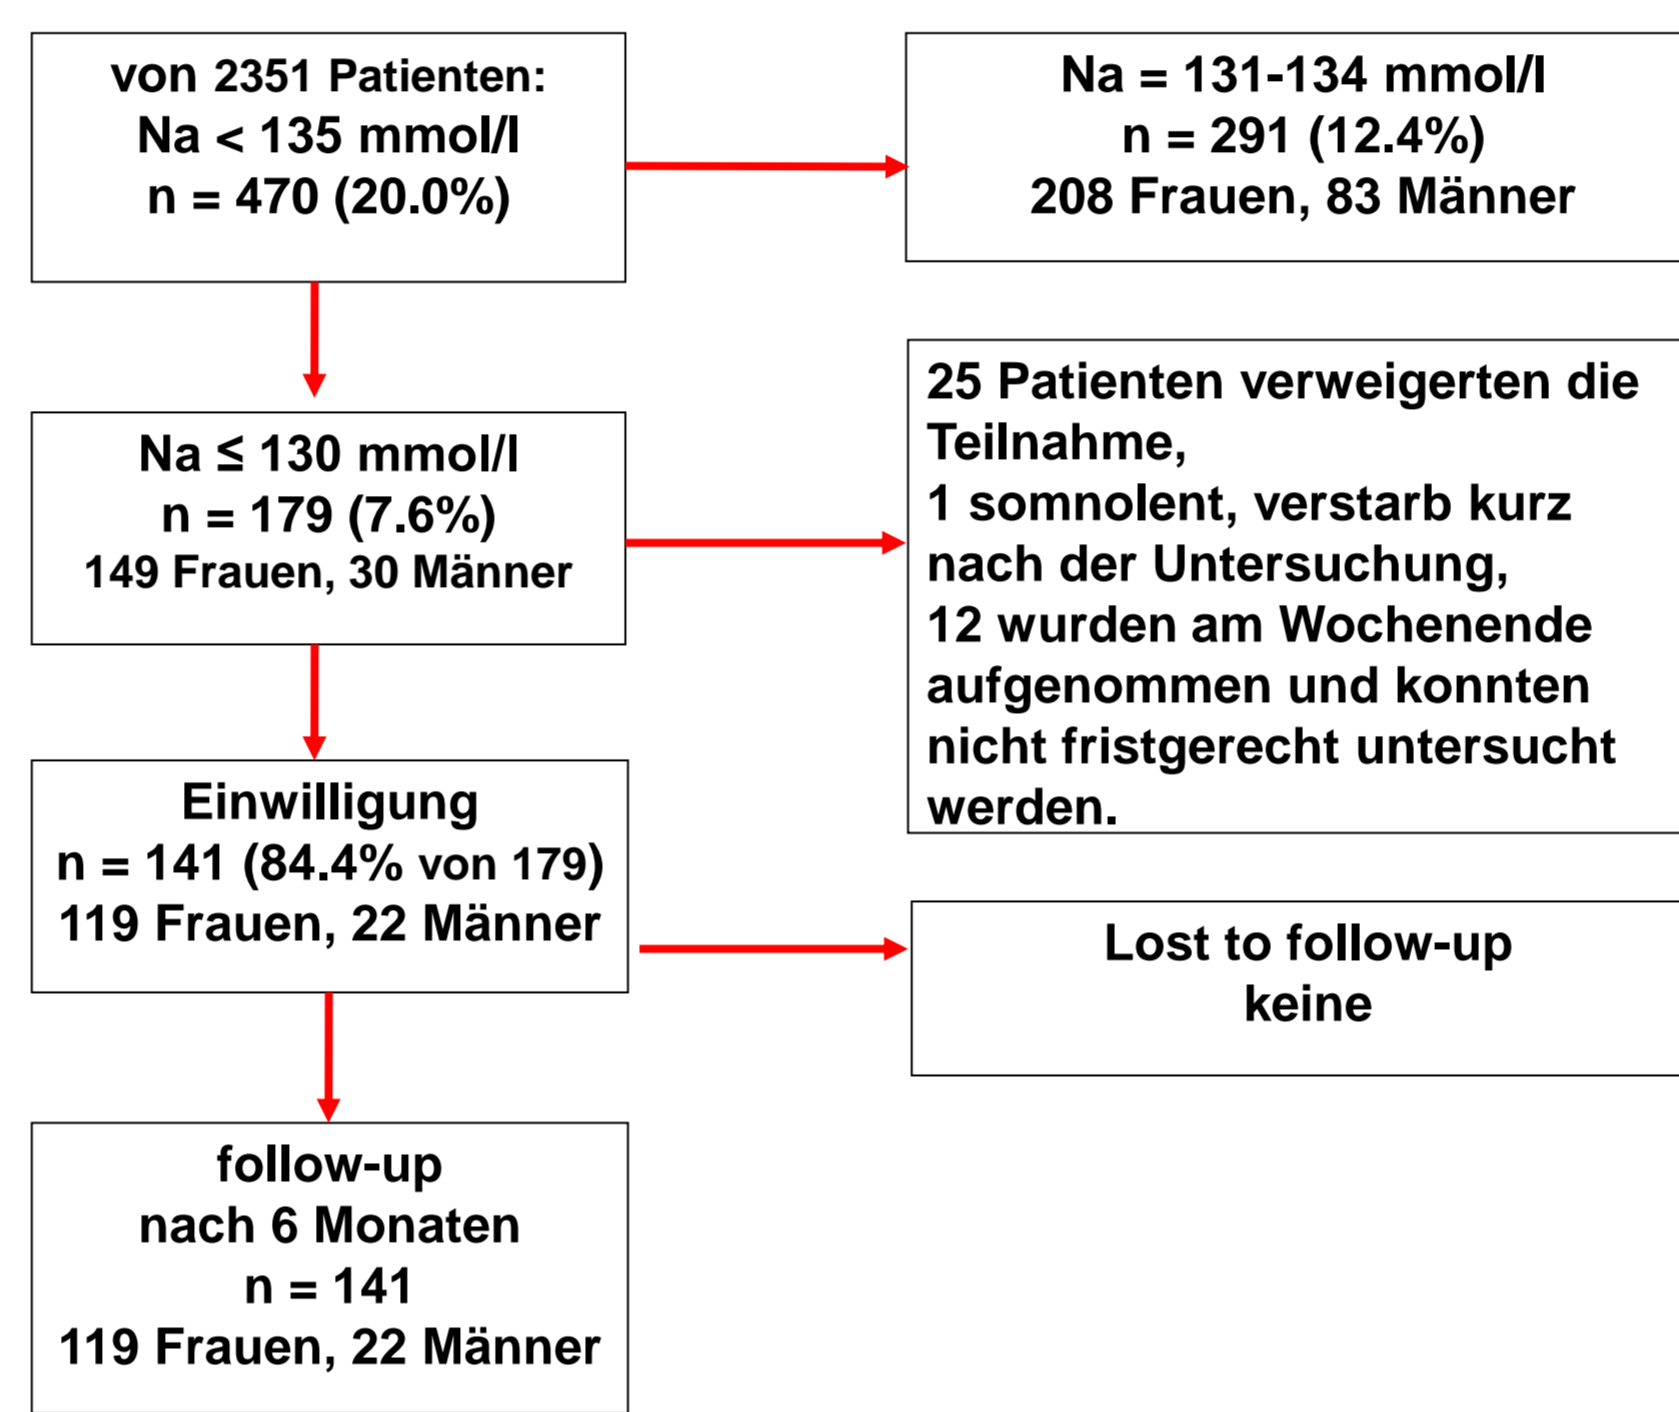 von 2351 Patienten:
Na < 135 mmol/l
n = 470 (20.0%)
Na = 131-134 mmol/l
n = 291 (12.4%)
208 Frauen, 83 Männer
Na ≤ 130 mmol/l
n = 179 (7.6%)
149 Frauen, 30 Männer
25 Patienten verweigerten die
Teilnahme,
1 somnolent, verstarb kurz
nach der Untersuchung,
12 wurden am Wochenende
aufgenommen und konnten
nicht fristgerecht untersucht
werden.
Einwilligung
n = 141 (84.4% von 179)
119 Frauen, 22 Männer
Lost to follow-up
keine
follow-up
nach 6 Monaten
n = 141
119 Frauen, 22 Männer